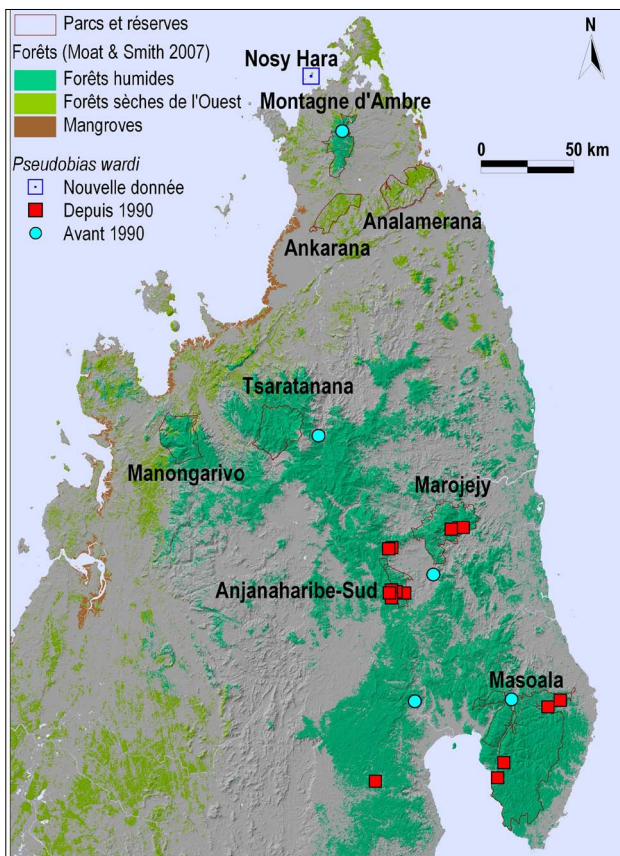 Parcs et réserves
Forêts (Moat & Smith 2007)
Forêts humides
Forêts sèches de l'Ouest
Mangroves
Pseudobias wardi
Nouvelle donnée
Depuis 1990
Avant 1990
N
0 50 km
Nosy Hara
Montagne d'Ambre
Analamerana
Ankarana
Tsaratanana
Manongarivo
Marojejy
Anjanaharibe-Sud
Masoala